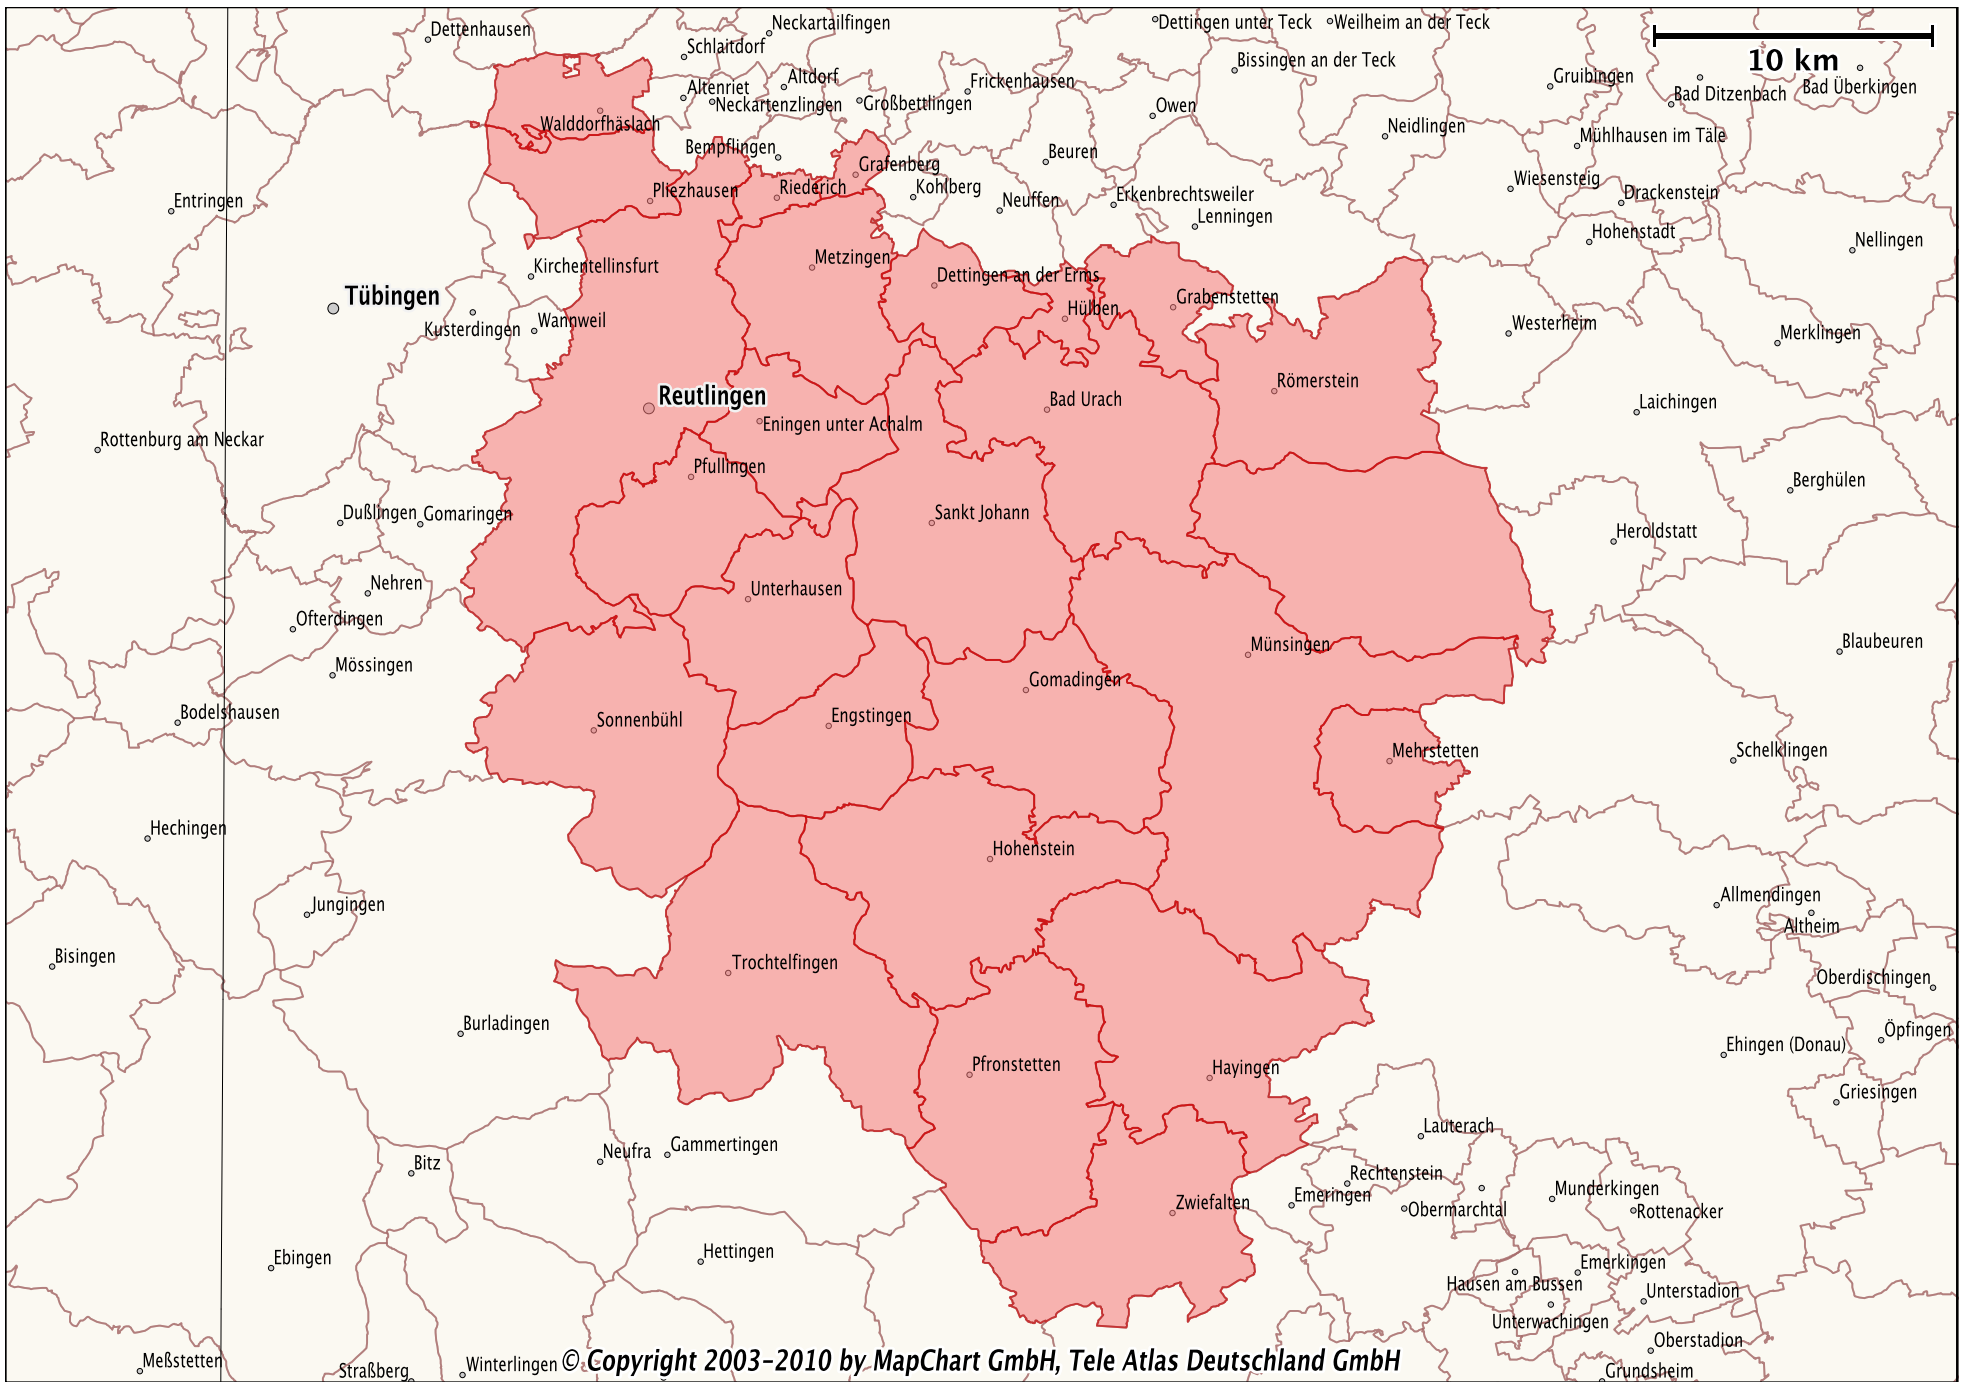 Neckartailfingen
Dettingen unter Teck
Weilheim an der Teck
Dettenhausen
Schlaitdorf
10 km
Bissingen an der Teck
Gruibingen
Altdorf
Frickenhausen
Altenriet
Bad Ditzenbach
Bad Überkingen
Neckartenzlingen
Großbettlingen
Owen
Walddorfhäslach
Neidlingen
Mühlhausen im Täle
Bempflingen
Beuren
Grafenberg
Wiesensteig
Pliezhausen
Riederich
Kohlberg
Drackenstein
Entringen
Neuffen
Erkenbrechtsweiler
Lenningen
Hohenstadt
Nellingen
Metzingen
Kirchentellinsfurt
Dettingen an der Erms
Tübingen
Grabenstetten
Hülben
Wannweil
Kusterdingen
Westerheim
Merklingen
Römerstein
Reutlingen
Bad Urach
Laichingen
Eningen unter Achalm
Rottenburg am Neckar
Pfullingen
Berghülen
Dußlingen
Gomaringen
Sankt Johann
Heroldstatt
Nehren
Unterhausen
Ofterdingen
Münsingen
Blaubeuren
Mössingen
Gomadingen
Bodelshausen
Sonnenbühl
Engstingen
Mehrstetten
Schelklingen
Hechingen
Hohenstein
Allmendingen
Jungingen
Altheim
Bisingen
Trochtelfingen
Oberdischingen
Burladingen
Öpfingen
Ehingen (Donau)
Pfronstetten
Hayingen
Griesingen
Lauterach
Neufra
Gammertingen
Bitz
Rechtenstein
Munderkingen
Emeringen
Zwiefalten
Obermarchtal
Rottenacker
Ebingen
Hettingen
Emerkingen
Hausen am Bussen
Unterstadion
Unterwachingen
Oberstadion
Meßstetten
Straßberg
Winterlingen
© Copyright 2003-2010 by MapChart GmbH, Tele Atlas Deutschland GmbH
Grundsheim